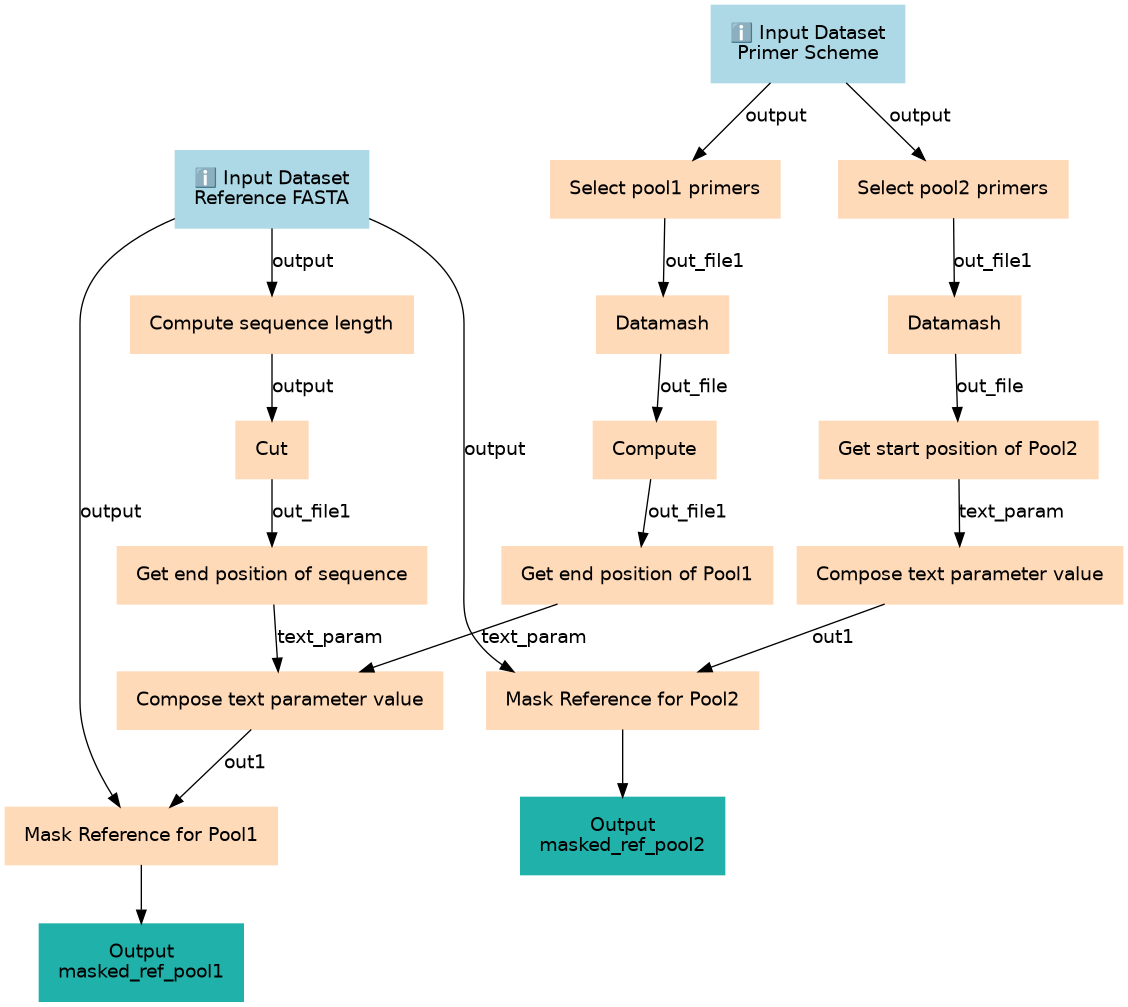 ℹ️ Input Dataset
Primer Scheme
output
output
ℹ️ Input Dataset
Reference FASTA
Select pool1 primers
Select pool2 primers
output
out_file1
out_file1
Compute sequence length
Datamash
Datamash
output
out_file
out_file
Cut
output
Compute
Get start position of Pool2
output
out_file1
out_file1
text_param
Get end position of sequence
Get end position of Pool1
Compose text parameter value
text_param
text_param
out1
Compose text parameter value
Mask Reference for Pool2
out1
Mask Reference for Pool1
Output
masked_ref_pool2
Output
masked_ref_pool1